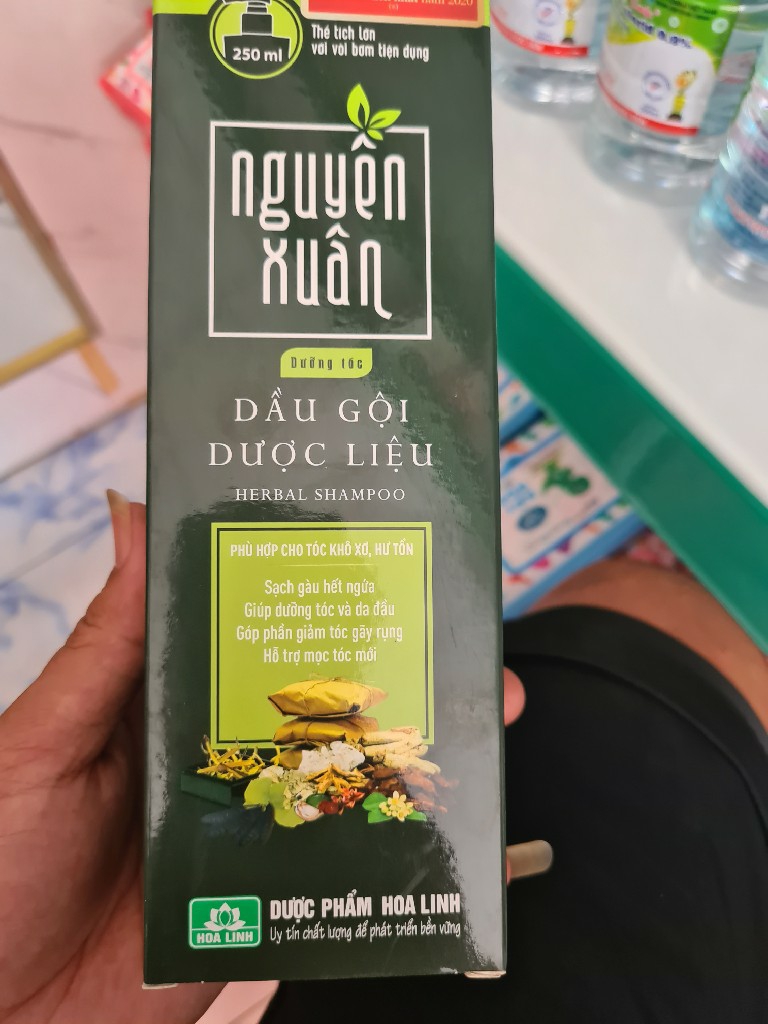 năm 2020
250 ml
Thể tích lớn
với vòi bơm tiện dụng
nguyên
xuân
Dưỡng tóc
DẦU GỘI
DƯỢC LIỆU
HERBAL SHAMPOO
PHÙ HỢP CHO TÓC KHÔ XƠ, HƯ TỔN
Sạch gàu hết ngứa
Giúp dưỡng tóc và da đầu
Góp phần giảm tóc gãy rụng
Hỗ trợ mọc tóc mới
HOA LINH
DƯỢC PHẨM HOA LINH
Uy tín chất lượng để phát triển bền vững